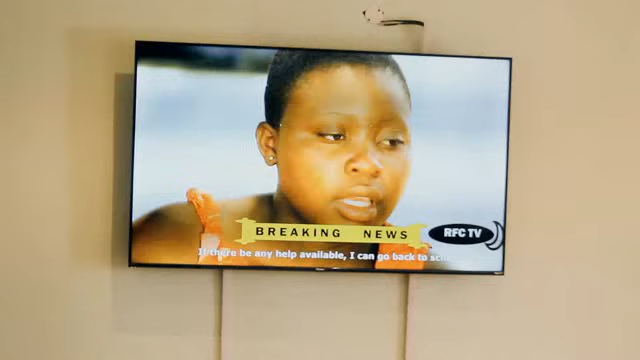 BREAKING NEWS
RFC TV
If there be any help available, I can go back to